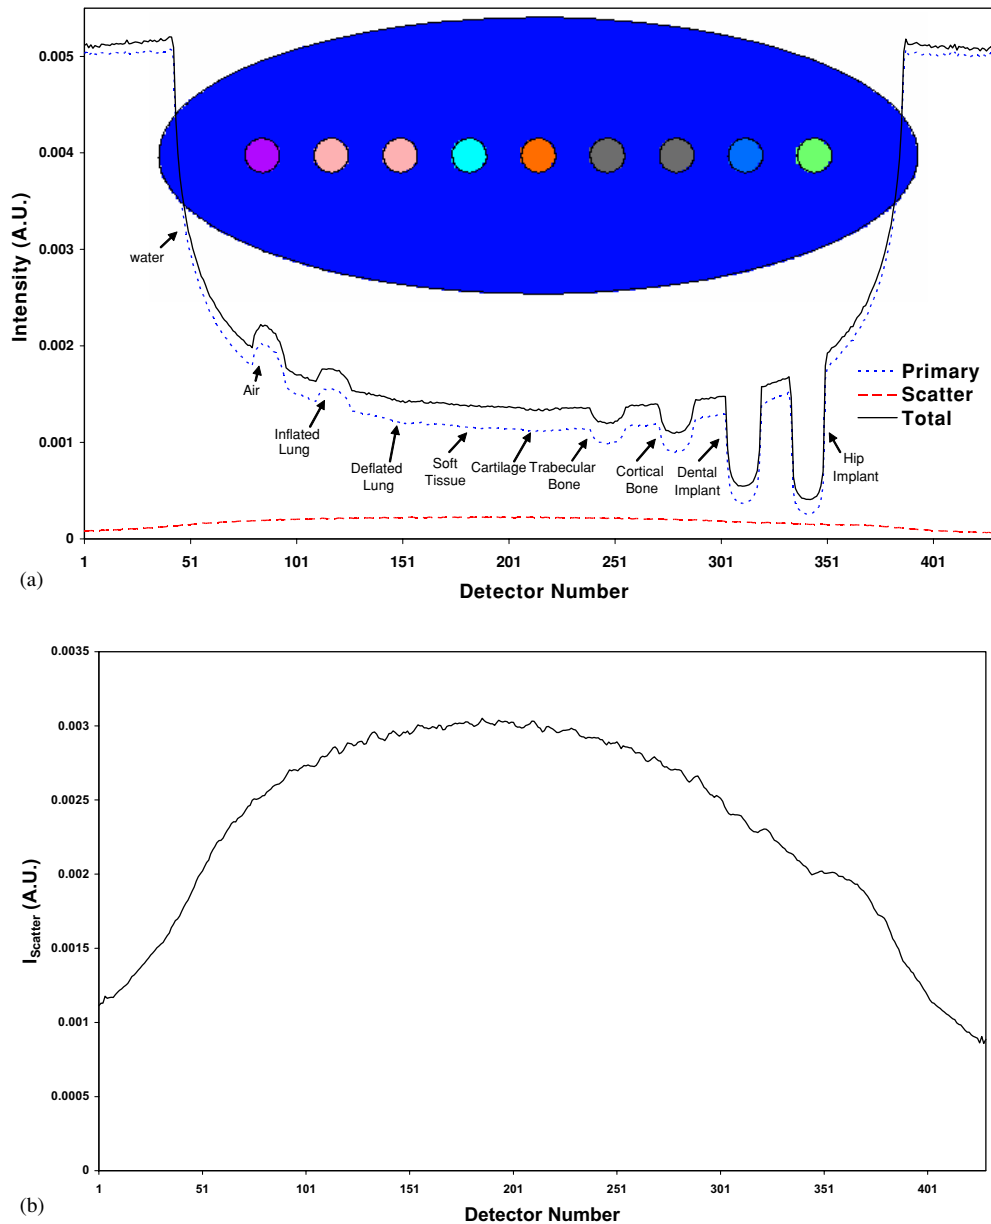 0.005
0.004
0.003
0.002
0.001
0
Intensity (A.U.)
water
Air
Inflated
Lung
Deflated
Lung
Soft
Tissue
Cartilage
Trabecular
Bone
Cortical
Bone
Dental
Implant
Hip
Implant
Primary
Scatter
Total
1 51 101 151 201 251 301 351 401
Detector Number
(a)
0.0035
0.003
0.0025
0.002
0.0015
0.001
0.0005
0
IScatter (A.U.)
1 51 101 151 201 251 301 351 401
Detector Number
(b)